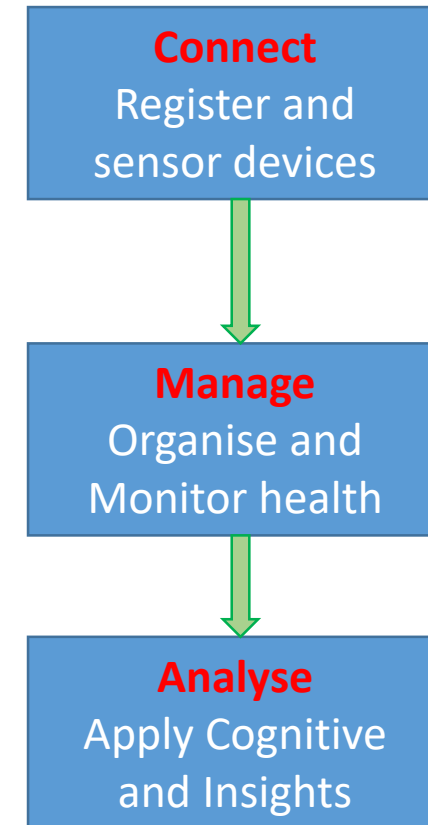 Connect
Register and
sensor devices
Manage
Organise and
Monitor health
Analyse
Apply Cognitive
and Insights